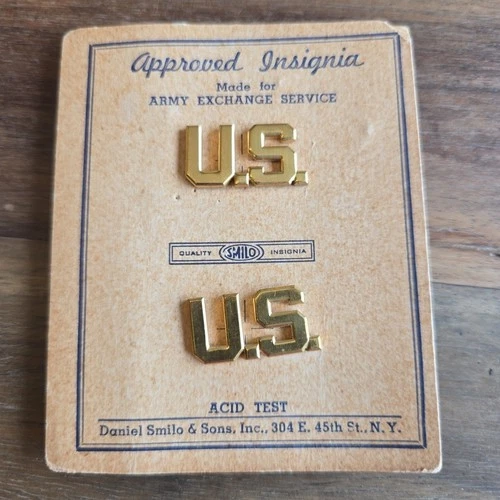 Approved Insignia
Made for
ARMY EXCHANGE SERVICE
U.S.
QUALITY SMILO INSIGNIA
U.S.
ACID TEST
Daniel Smilo & Sons, Inc., 304 E. 45th St., N.Y.